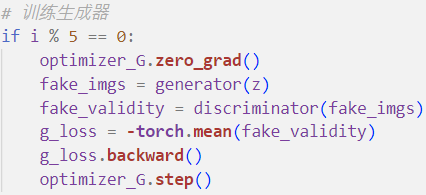 # 训练生成器
if i % 5 == 0:
    optimizer_G.zero_grad()
    fake_imgs = generator(z)
    fake_validity = discriminator(fake_imgs)
    g_loss = -torch.mean(fake_validity)
    g_loss.backward()
    optimizer_G.step()